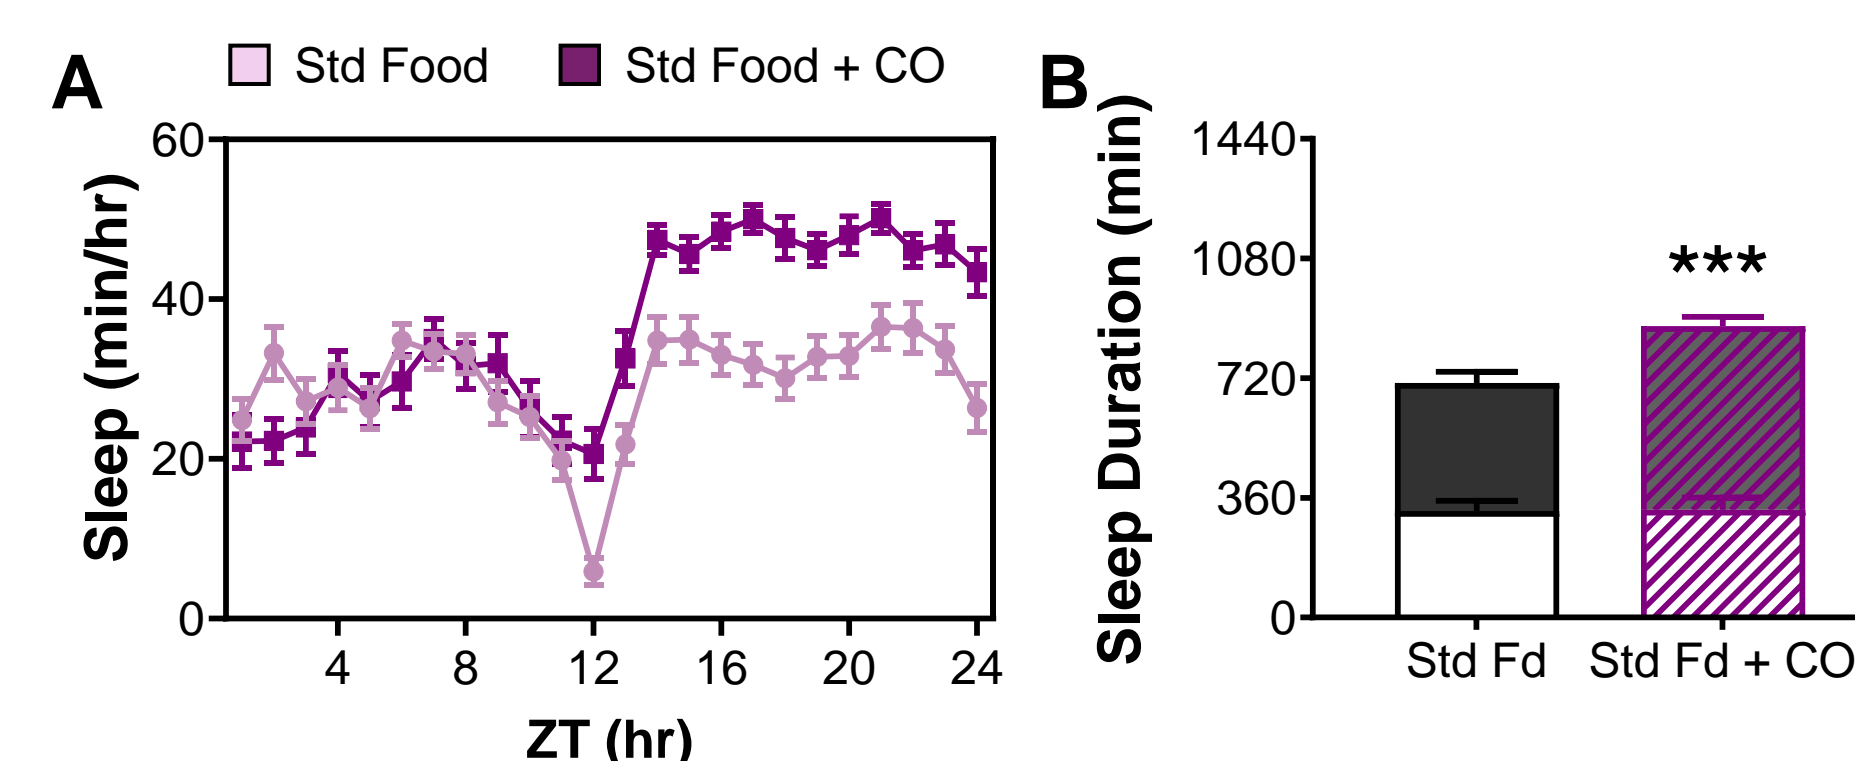 A
Std Food
Std Food + CO
Sleep (min/hr)
60
40
20
0
4 8 12 16 20 24
ZT (hr)
B
Sleep Duration (min)
1440
1080
720
360
0
***
Std Fd
Std Fd + CO